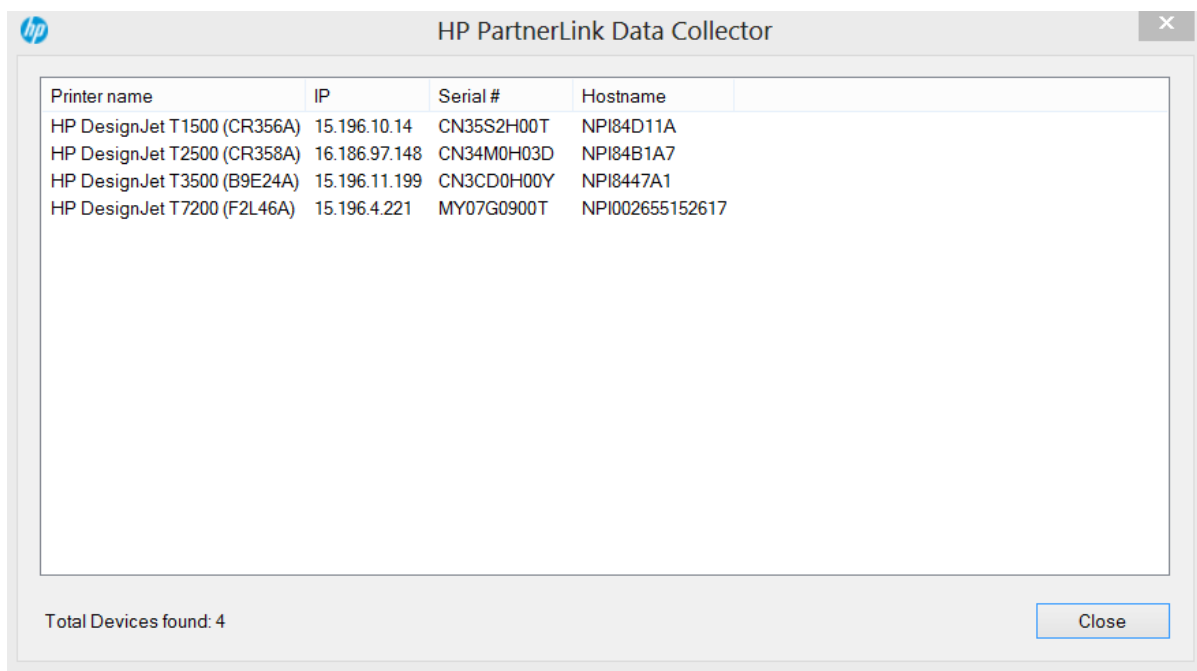 hp HP PartnerLink Data Collector ×
Printer name IP Serial # Hostname
HP DesignJet T1500 (CR356A) 15.196.10.14 CN35S2H00T NPI84D11A
HP DesignJet T2500 (CR358A) 16.186.97.148 CN34M0H03D NPI84B1A7
HP DesignJet T3500 (B9E24A) 15.196.11.199 CN3CD0H00Y NPI8447A1
HP DesignJet T7200 (F2L46A) 15.196.4.221 MY07G0900T NPI002655152617
Total Devices found: 4 Close